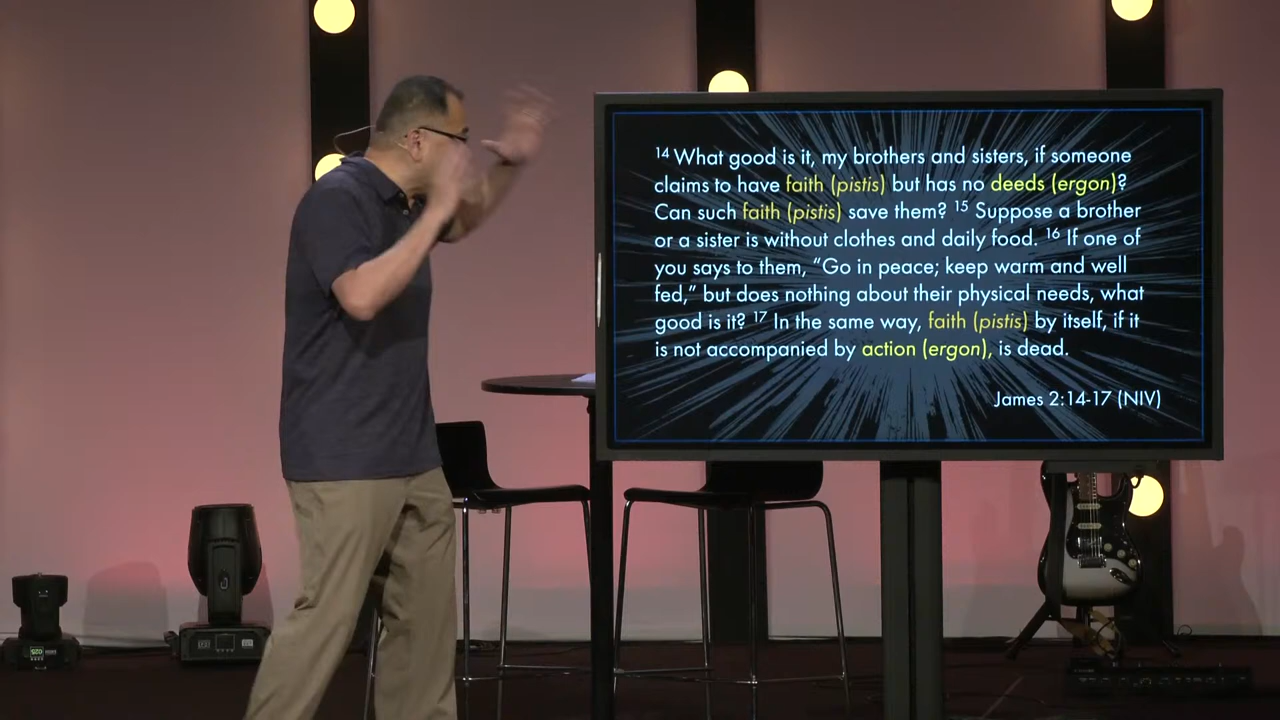 14 What good is it, my brothers and sisters, if someone
claims to have faith (pistis) but has no deeds (ergon)?
Can such faith (pistis) save them? 15 Suppose a brother
or a sister is without clothes and daily food. 16 If one of
you says to them, “Go in peace; keep warm and well
fed,” but does nothing about their physical needs, what
good is it? 17 In the same way, faith (pistis) by itself, if it
is not accompanied by action (ergon), is dead.
James 2:14-17 (NIV)